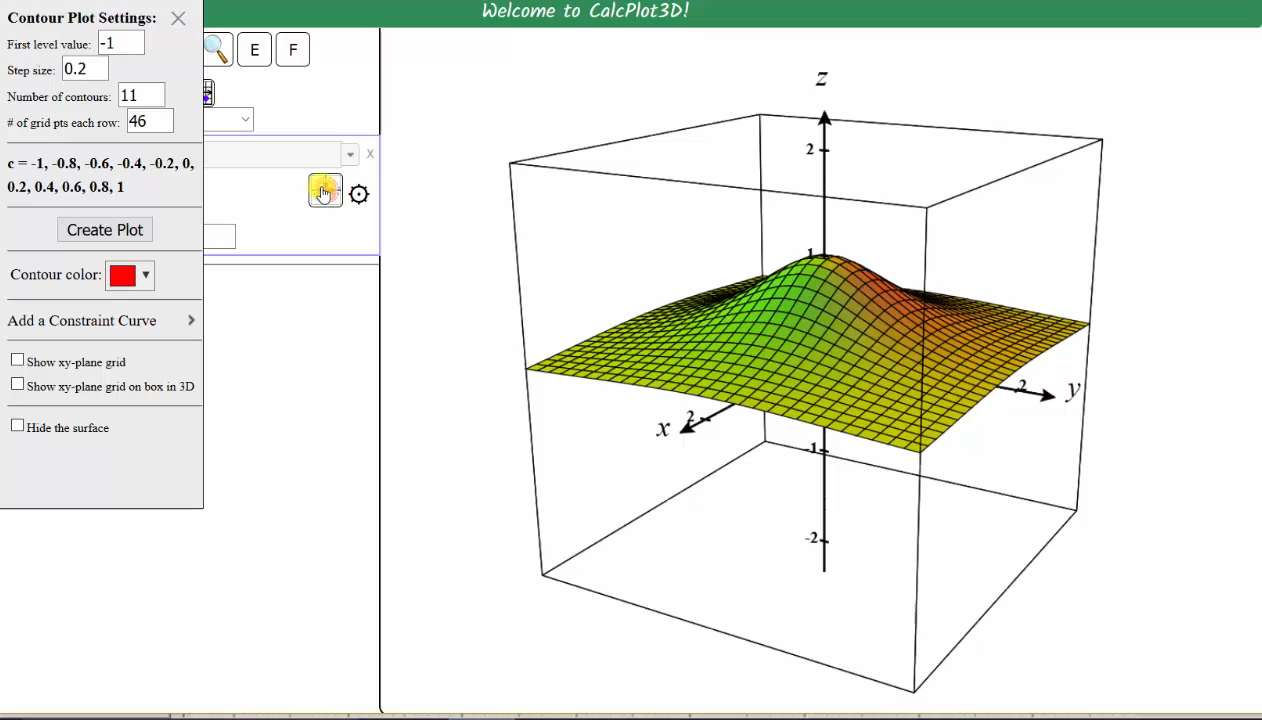 Welcome to CalcPlot3D!
Contour Plot Settings:
First level value: -1
Step size: 0.2
Number of contours: 11
# of grid pts each row: 46
c = -1, -0.8, -0.6, -0.4, -0.2, 0,
0.2, 0.4, 0.6, 0.8, 1
Create Plot
Contour color:
Add a Constraint Curve
Show xy-plane grid
Show xy-plane grid on box in 3D
Hide the surface
E F
X
z
2
1
2 y
x 2
-1
-2